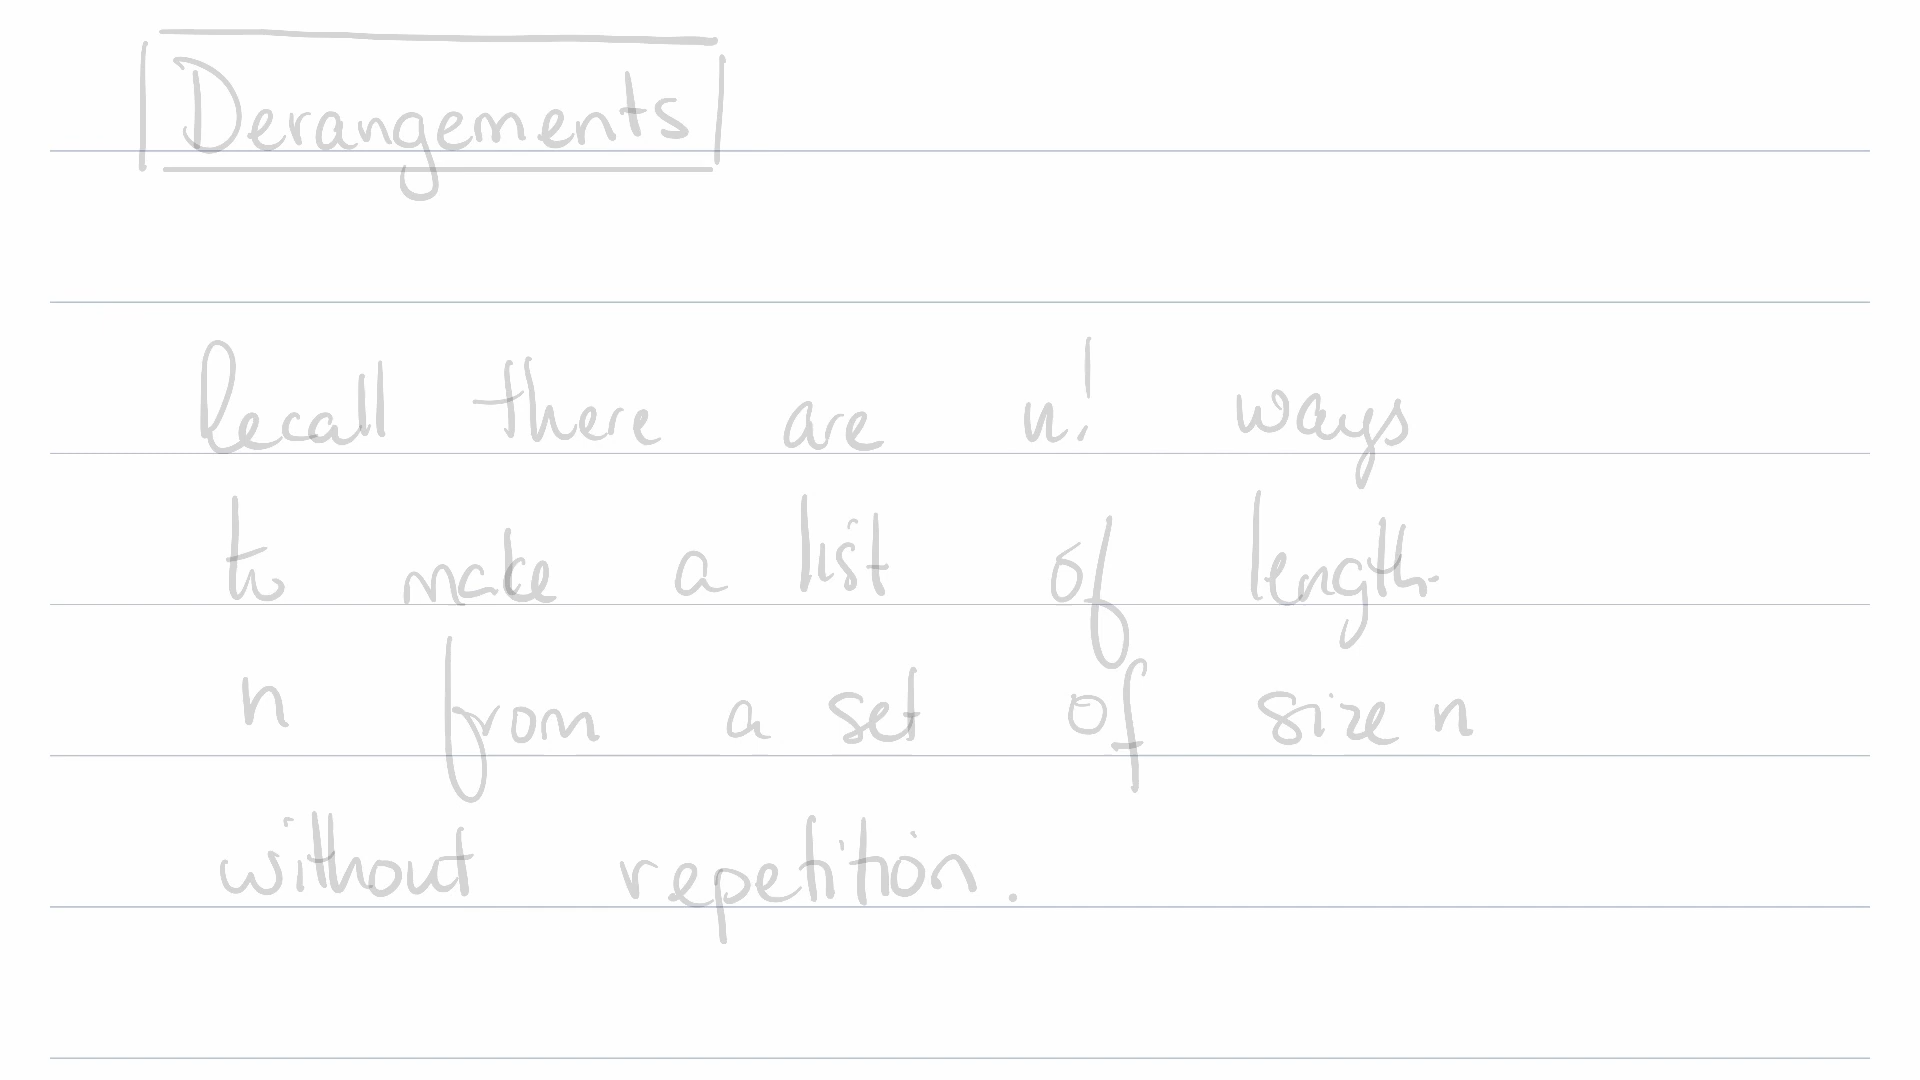 Derangements
Recall there are n! ways
to make a list of length
n from a set of size n
without repetition.